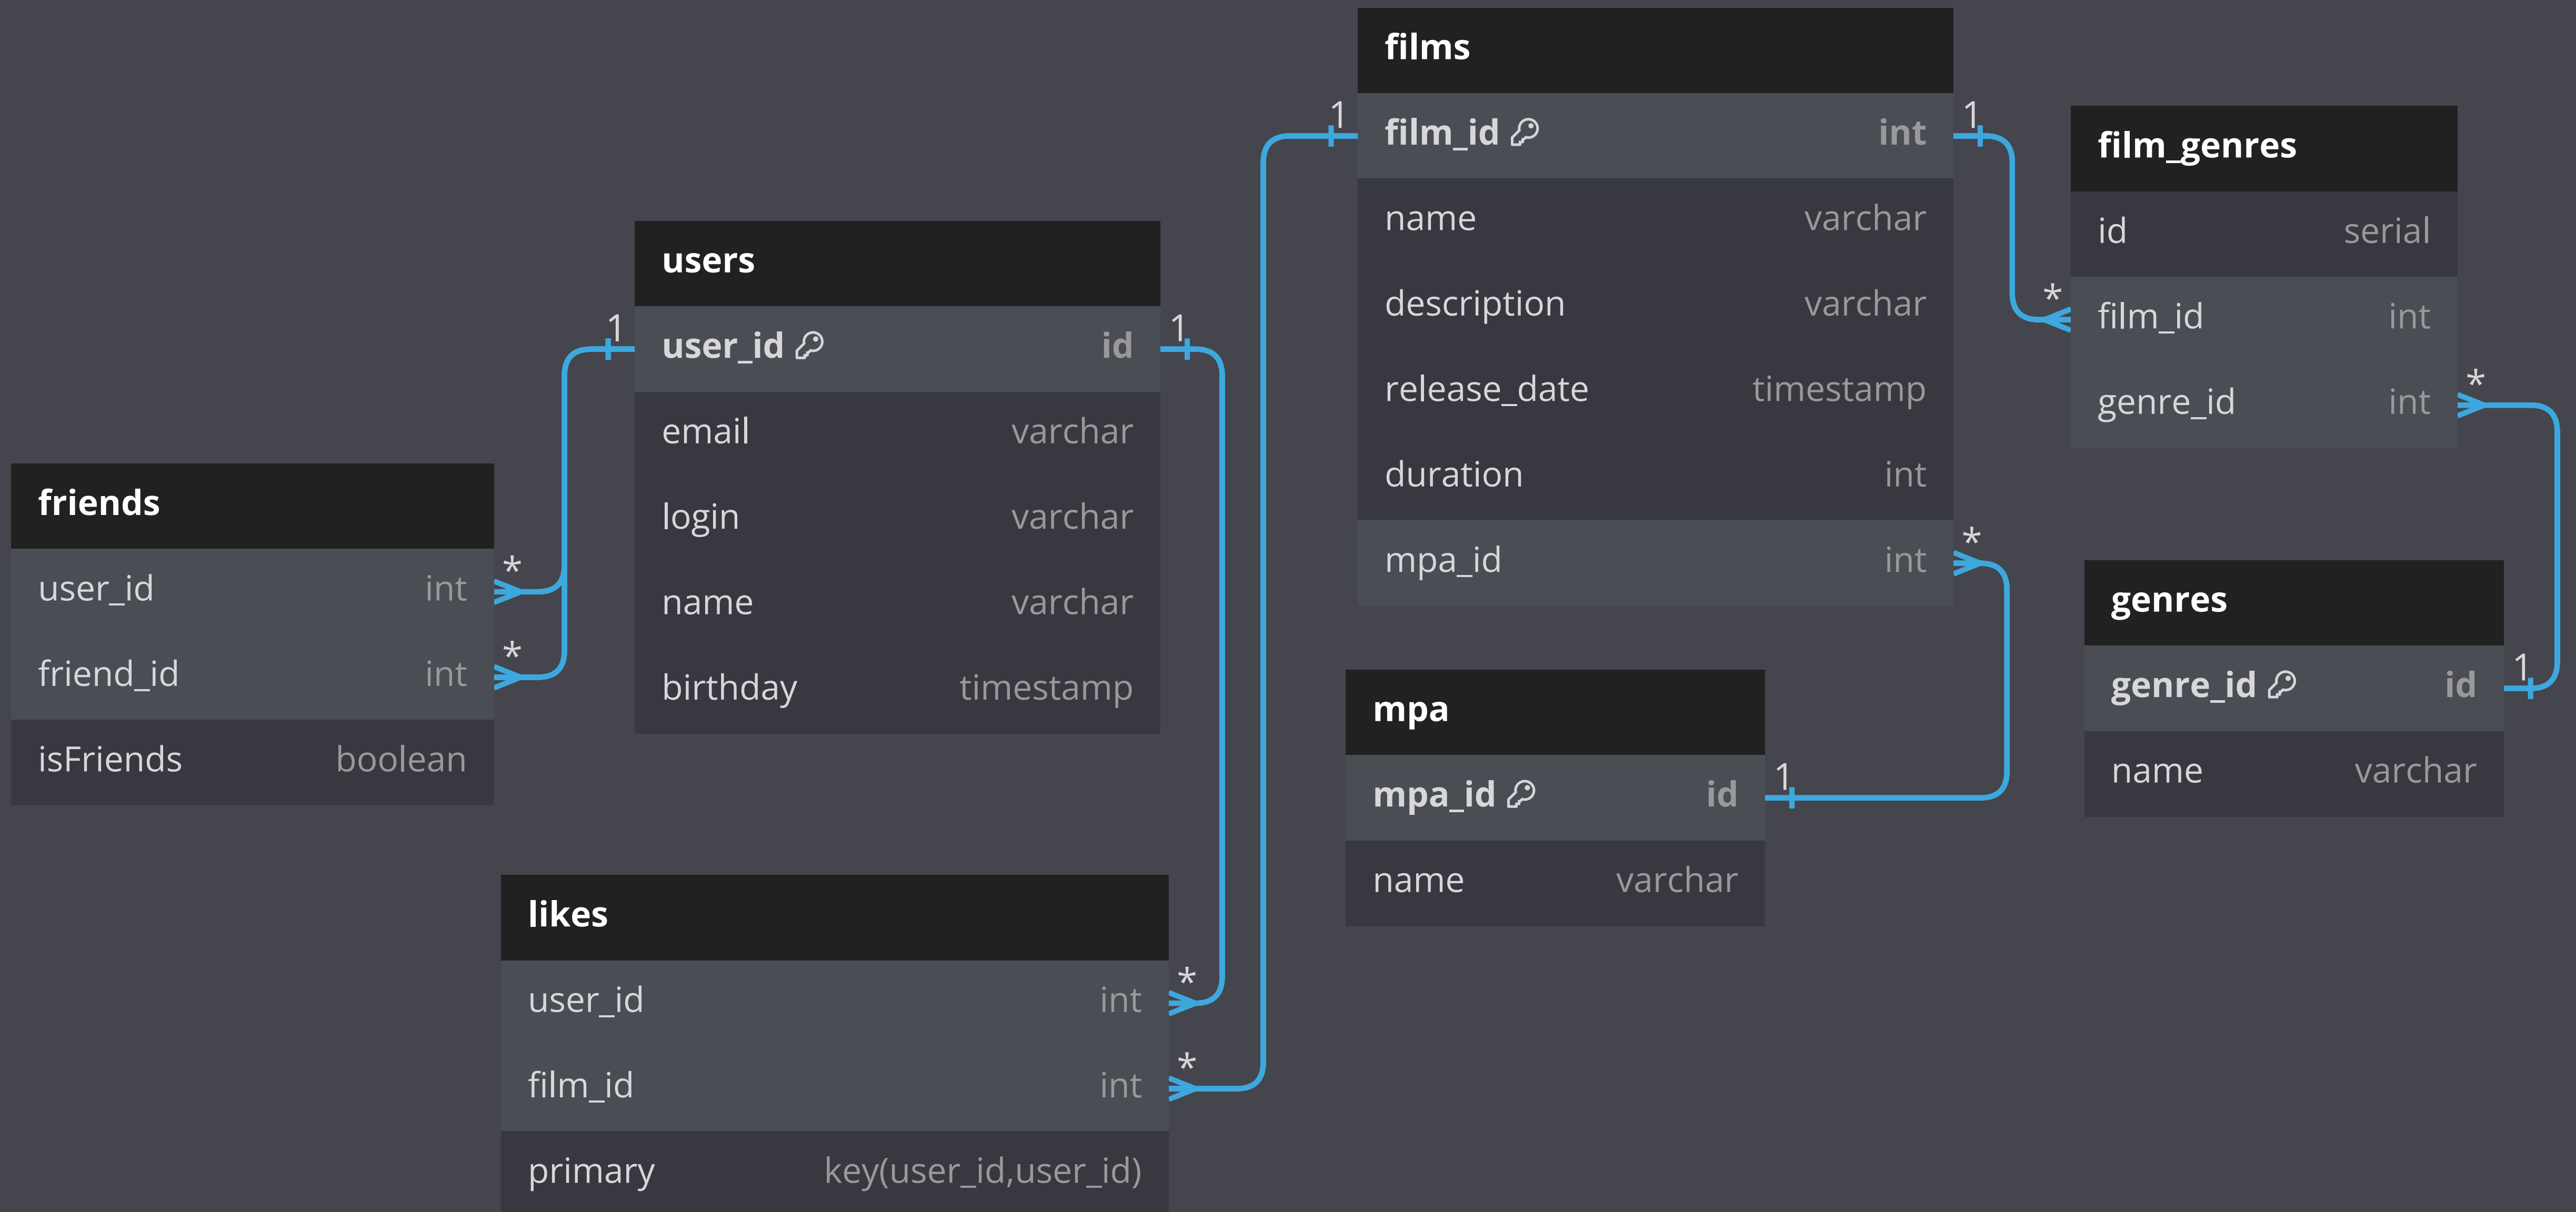 films
film_id int
name varchar
description varchar
release_date timestamp
duration int
mpa_id int
1
1
*
film_genres
id serial
film_id int
genre_id int
*
*
users
user_id id
email varchar
login varchar
name varchar
birthday timestamp
1
1
friends
user_id int
friend_id int
isFriends boolean
*
*
genres
genre_id id
name varchar
1
mpa
mpa_id id
name varchar
1
likes
user_id int
film_id int
primary key(user_id,user_id)
*
*